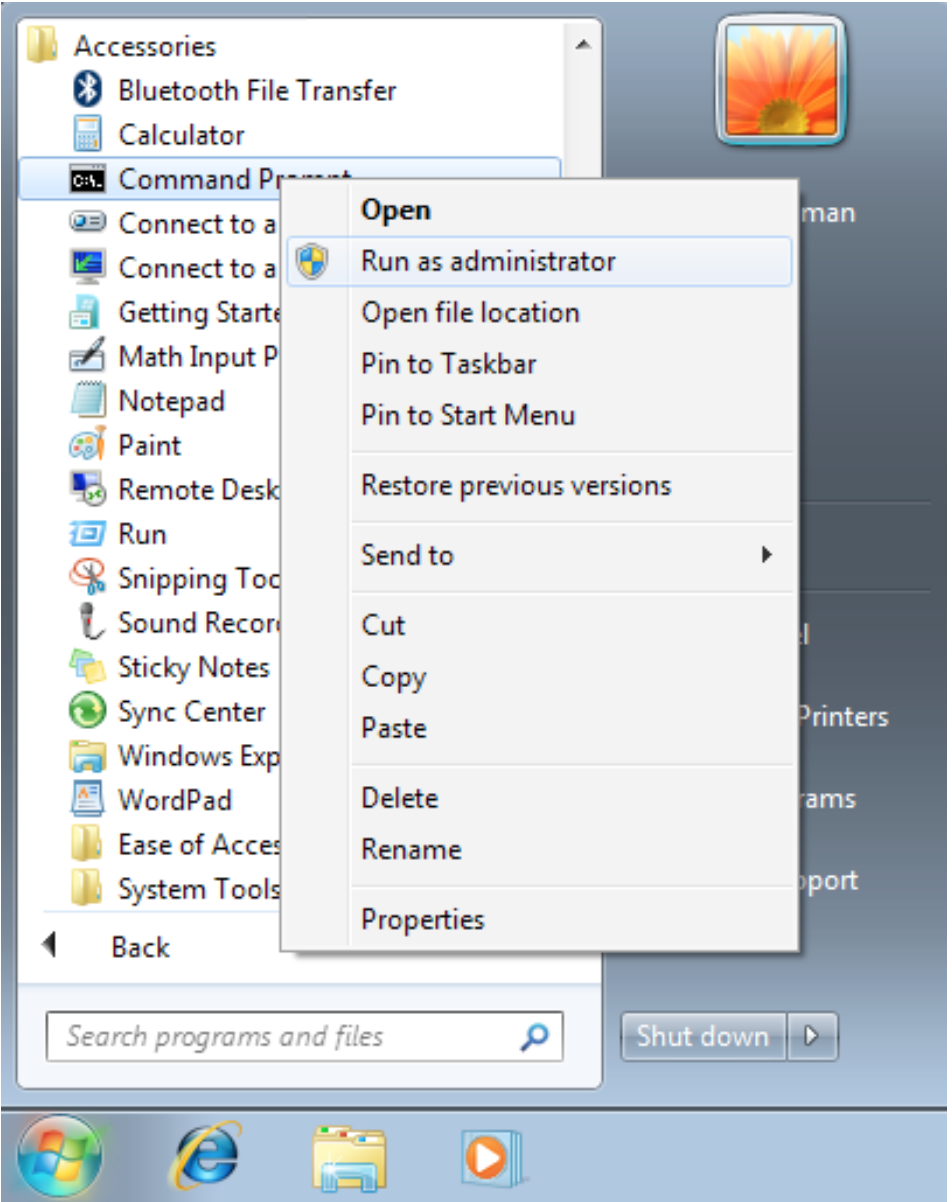 Accessories
Bluetooth File Transfer
Calculator
Command Prompt
Connect to a
Connect to a
Getting Starte
Math Input P
Notepad
Paint
Remote Desk
Run
Snipping Too
Sound Record
Sticky Notes
Sync Center
Windows Exp
WordPad
Ease of Acces
System Tools
Back
Search programs and files
Open
Run as administrator
Open file location
Pin to Taskbar
Pin to Start Menu
Restore previous versions
Send to
Cut
Copy
Paste
Delete
Rename
Properties
man
Printers
rams
pport
Shut down